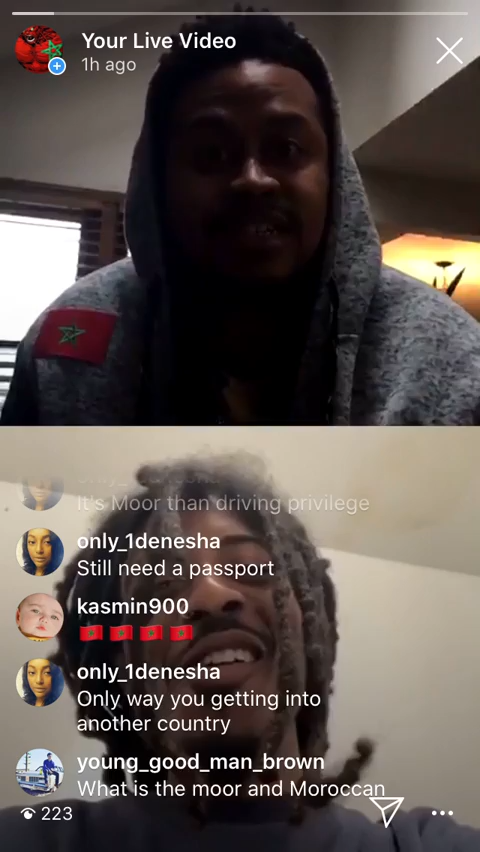 Your Live Video
1h ago
It's Moor than driving privilege
only_1denesha
Still need a passport
kasmin900
🇲🇦 🇲🇦 🇲🇦 🇲🇦
only_1denesha
Only way you getting into
another country
young_good_man_brown
What is the moor and Moroccan
223